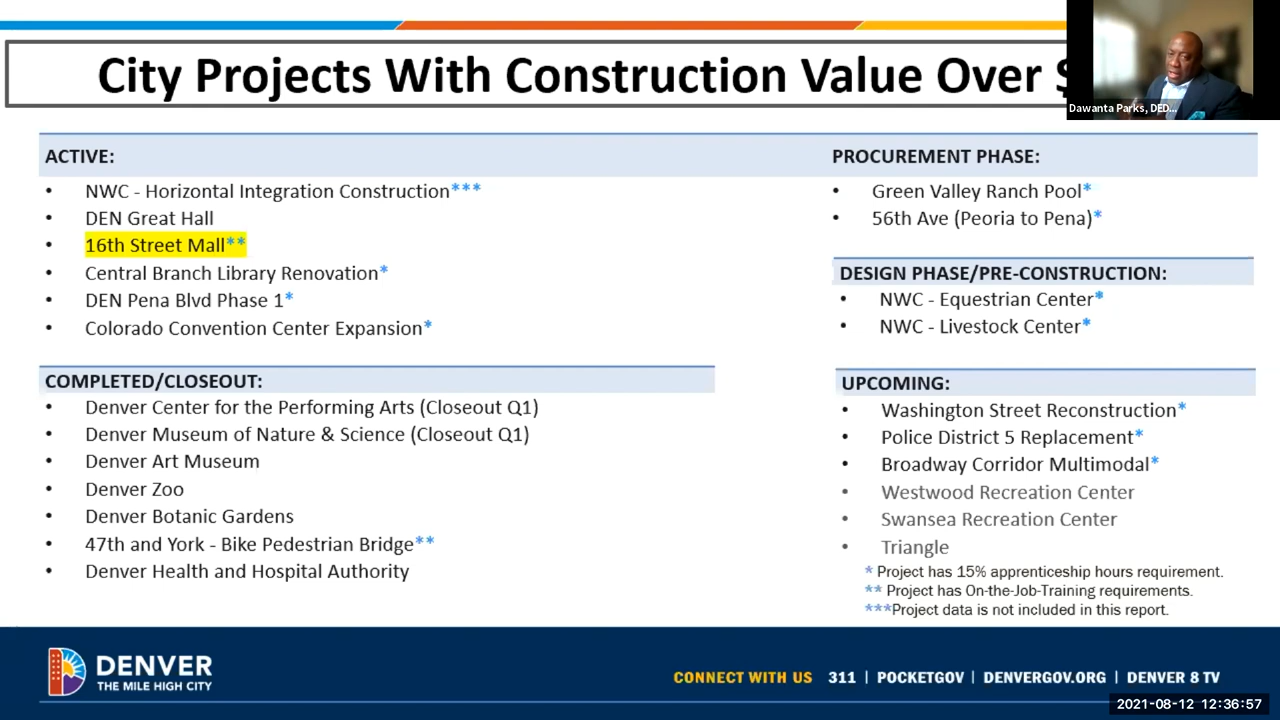 City Projects With Construction Value Over $
Dawanta Parks, DED...
ACTIVE:
• NWC - Horizontal Integration Construction***
• DEN Great Hall
• 16th Street Mall**
• Central Branch Library Renovation*
• DEN Pena Blvd Phase 1*
• Colorado Convention Center Expansion*
COMPLETED/CLOSEOUT:
• Denver Center for the Performing Arts (Closeout Q1)
• Denver Museum of Nature & Science (Closeout Q1)
• Denver Art Museum
• Denver Zoo
• Denver Botanic Gardens
• 47th and York - Bike Pedestrian Bridge**
• Denver Health and Hospital Authority
PROCUREMENT PHASE:
• Green Valley Ranch Pool*
• 56th Ave (Peoria to Pena)*
DESIGN PHASE/PRE-CONSTRUCTION:
• NWC - Equestrian Center*
• NWC - Livestock Center*
UPCOMING:
• Washington Street Reconstruction*
• Police District 5 Replacement*
• Broadway Corridor Multimodal*
• Westwood Recreation Center
• Swansea Recreation Center
• Triangle
* Project has 15% apprenticeship hours requirement.
** Project has On-the-Job-Training requirements.
***Project data is not included in this report.
DENVER
THE MILE HIGH CITY
CONNECT WITH US 311 | POCKETGOV | DENVERGOV.ORG | DENVER 8 TV
2021-08-12 12:36:57